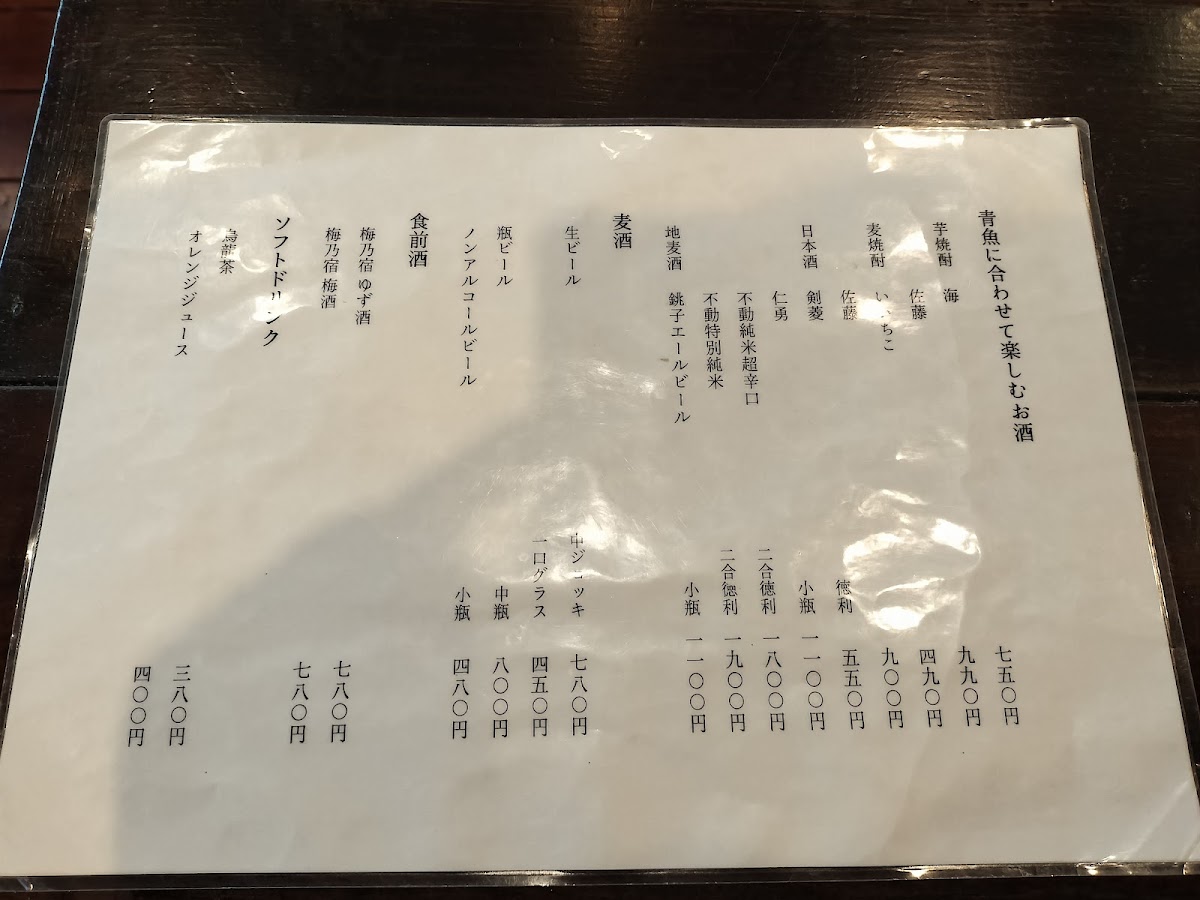 青魚に合わせて楽しむお酒
芋焼酎 海 七五〇円
佐藤 九九〇円
麦焼酎 いいちこ 四九〇円
佐藤 九〇〇円
日本酒 剣菱 徳利 五五〇円
仁勇 小瓶 一一〇〇円
不動純米超辛口 二合徳利 一八〇〇円
不動特別純米 二合徳利 一九〇〇円
地麦酒 銚子エールビール 小瓶 一一〇〇円
麦酒
生ビール 中ジョッキ 七八〇円
一口グラス 四五〇円
瓶ビール 中瓶 八〇〇円
ノンアルコールビール 小瓶 四八〇円
食前酒
梅乃宿 ゆず酒 七八〇円
梅乃宿 梅酒 七八〇円
ソフトドリンク
烏龍茶 三八〇円
オレンジジュース 四〇〇円